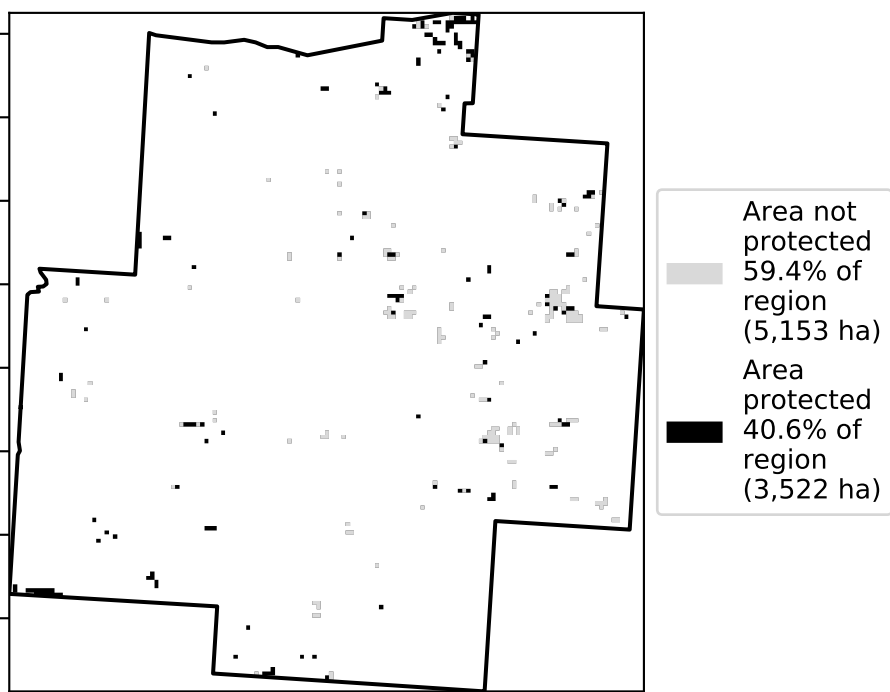 Area not
protected
59.4% of
region
(5,153 ha)
Area
protected
40.6% of
region
(3,522 ha)